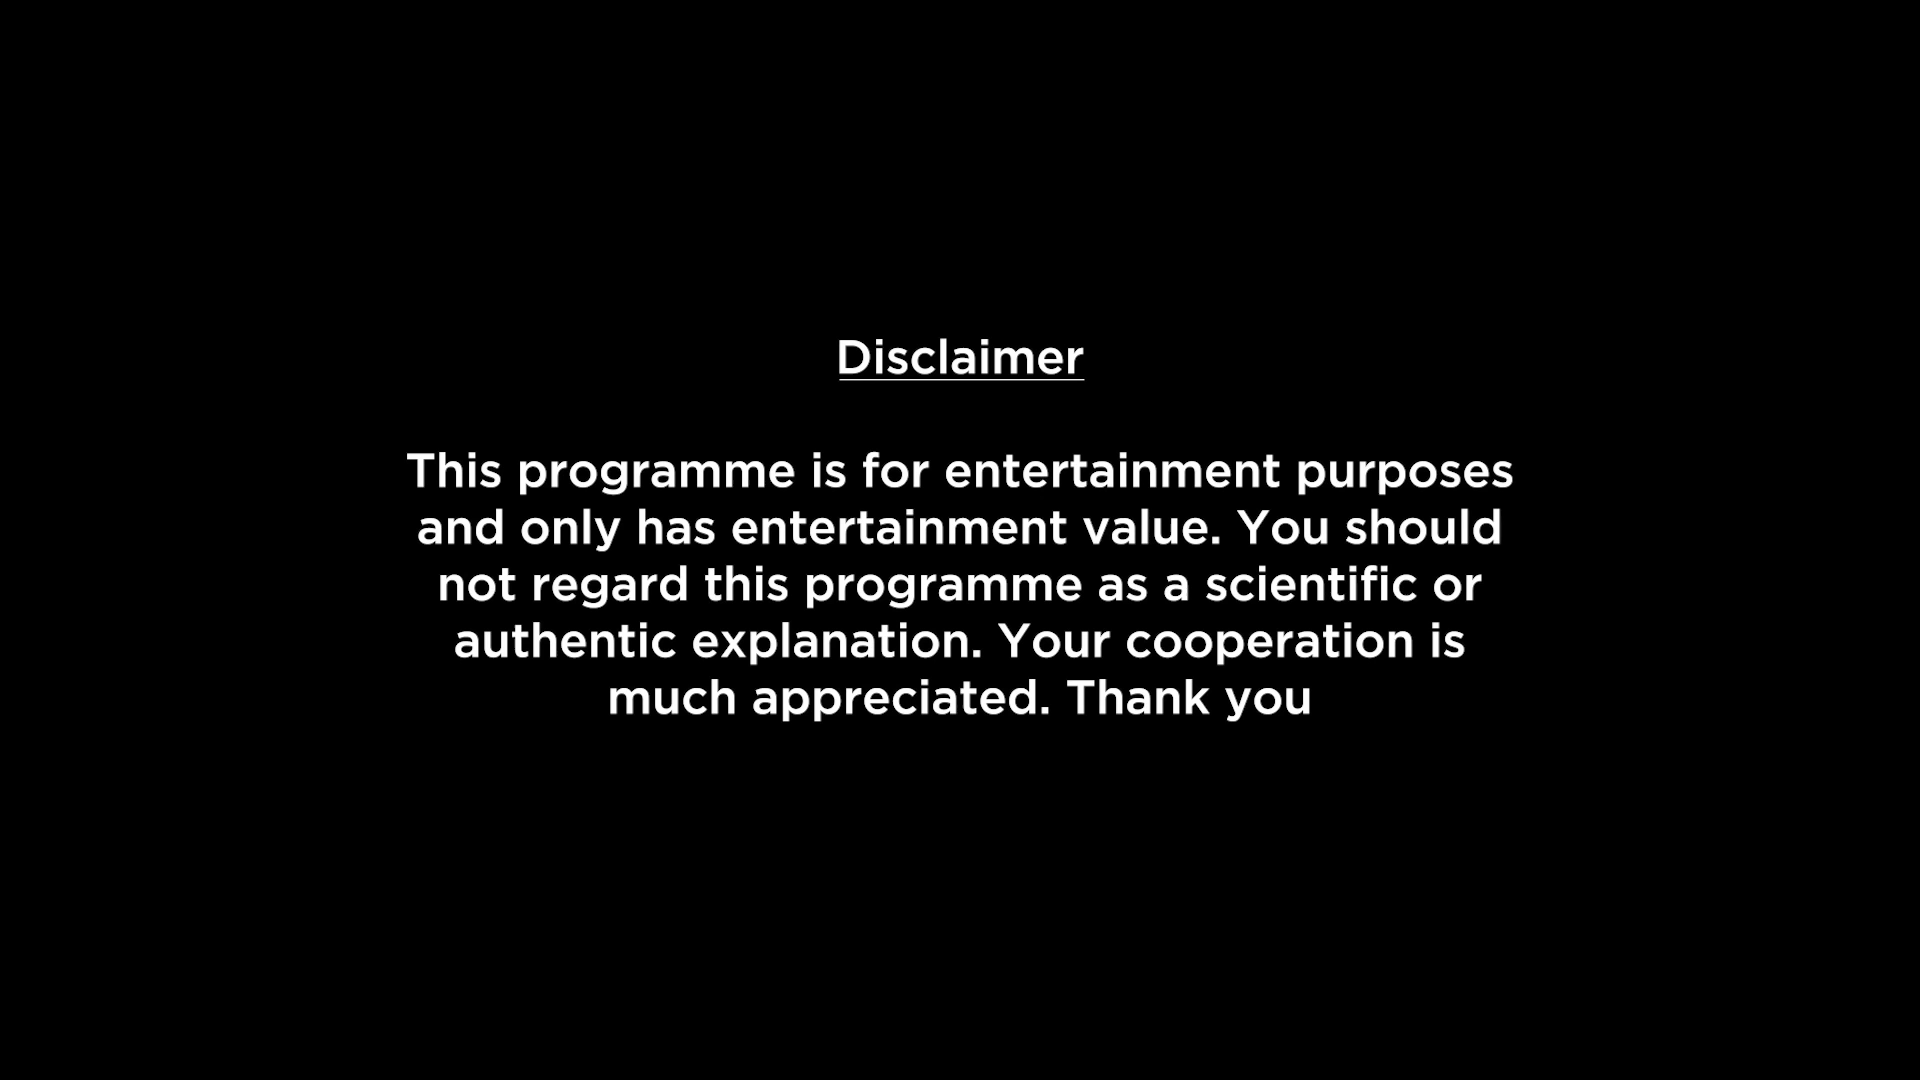 Disclaimer
This programme is for entertainment purposes
and only has entertainment value. You should
not regard this programme as a scientific or
authentic explanation. Your cooperation is
much appreciated. Thank you